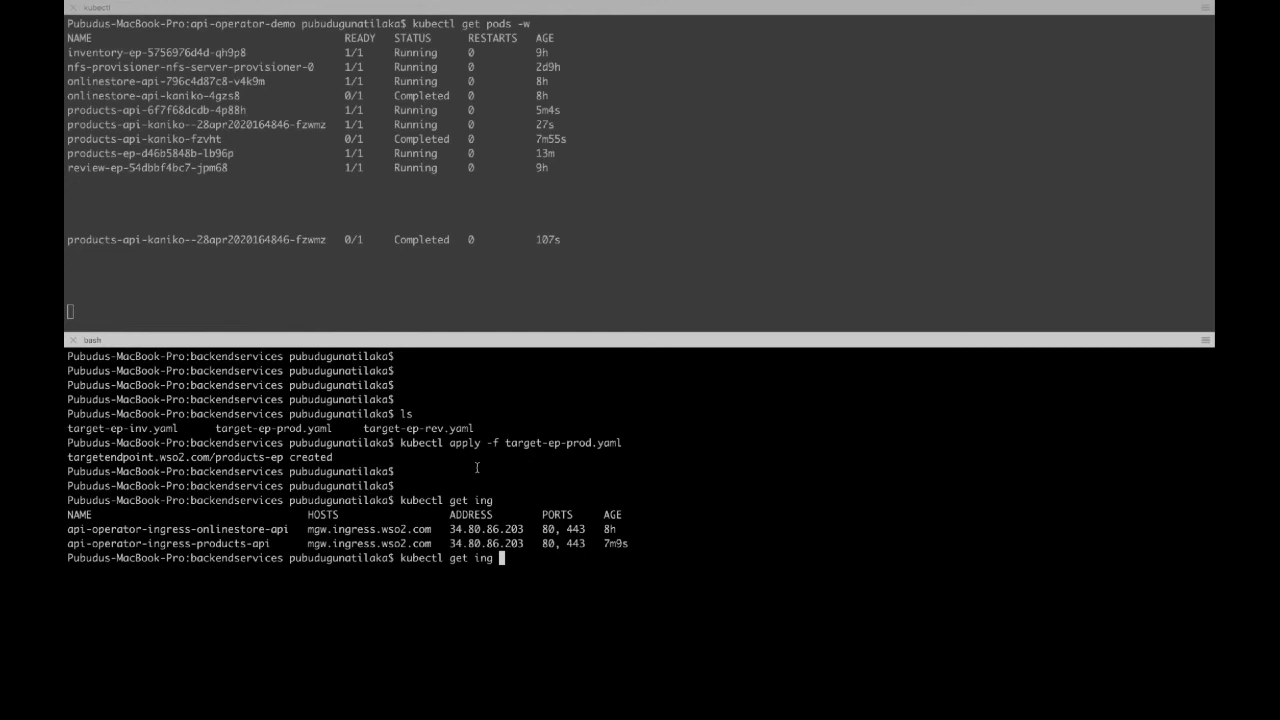 kubectl
Pubudus-MacBook-Pro:api-operator-demo pubudugunatilaka$ kubectl get pods -w
NAME READY STATUS RESTARTS AGE
inventory-ep-5756976d4d-qh9p8 1/1 Running 0 9h
nfs-provisioner-nfs-server-provisioner-0 1/1 Running 0 2d9h
onlinestore-api-796c4d87c8-v4k9m 1/1 Running 0 8h
onlinestore-api-kaniko-4gzs8 0/1 Completed 0 8h
products-api-6f7f68dcdb-4p88h 1/1 Running 0 5m4s
products-api-kaniko--28apr2020164846-fzwmz 1/1 Running 0 27s
products-api-kaniko-fzvht 0/1 Completed 0 7m55s
products-ep-d46b5848b-lb96p 1/1 Running 0 13m
review-ep-54dbbf4bc7-jpm68 1/1 Running 0 9h
products-api-kaniko--28apr2020164846-fzwmz 0/1 Completed 0 107s
bash
Pubudus-MacBook-Pro:backendservices pubudugunatilaka$
Pubudus-MacBook-Pro:backendservices pubudugunatilaka$
Pubudus-MacBook-Pro:backendservices pubudugunatilaka$
Pubudus-MacBook-Pro:backendservices pubudugunatilaka$
Pubudus-MacBook-Pro:backendservices pubudugunatilaka$ ls
target-ep-inv.yaml target-ep-prod.yaml target-ep-rev.yaml
Pubudus-MacBook-Pro:backendservices pubudugunatilaka$ kubectl apply -f target-ep-prod.yaml
targetendpoint.wso2.com/products-ep created
Pubudus-MacBook-Pro:backendservices pubudugunatilaka$
Pubudus-MacBook-Pro:backendservices pubudugunatilaka$
Pubudus-MacBook-Pro:backendservices pubudugunatilaka$ kubectl get ing
NAME HOSTS ADDRESS PORTS AGE
api-operator-ingress-onlinestore-api mgw.ingress.wso2.com 34.80.86.203 80, 443 8h
api-operator-ingress-products-api mgw.ingress.wso2.com 34.80.86.203 80, 443 7m9s
Pubudus-MacBook-Pro:backendservices pubudugunatilaka$ kubectl get ing